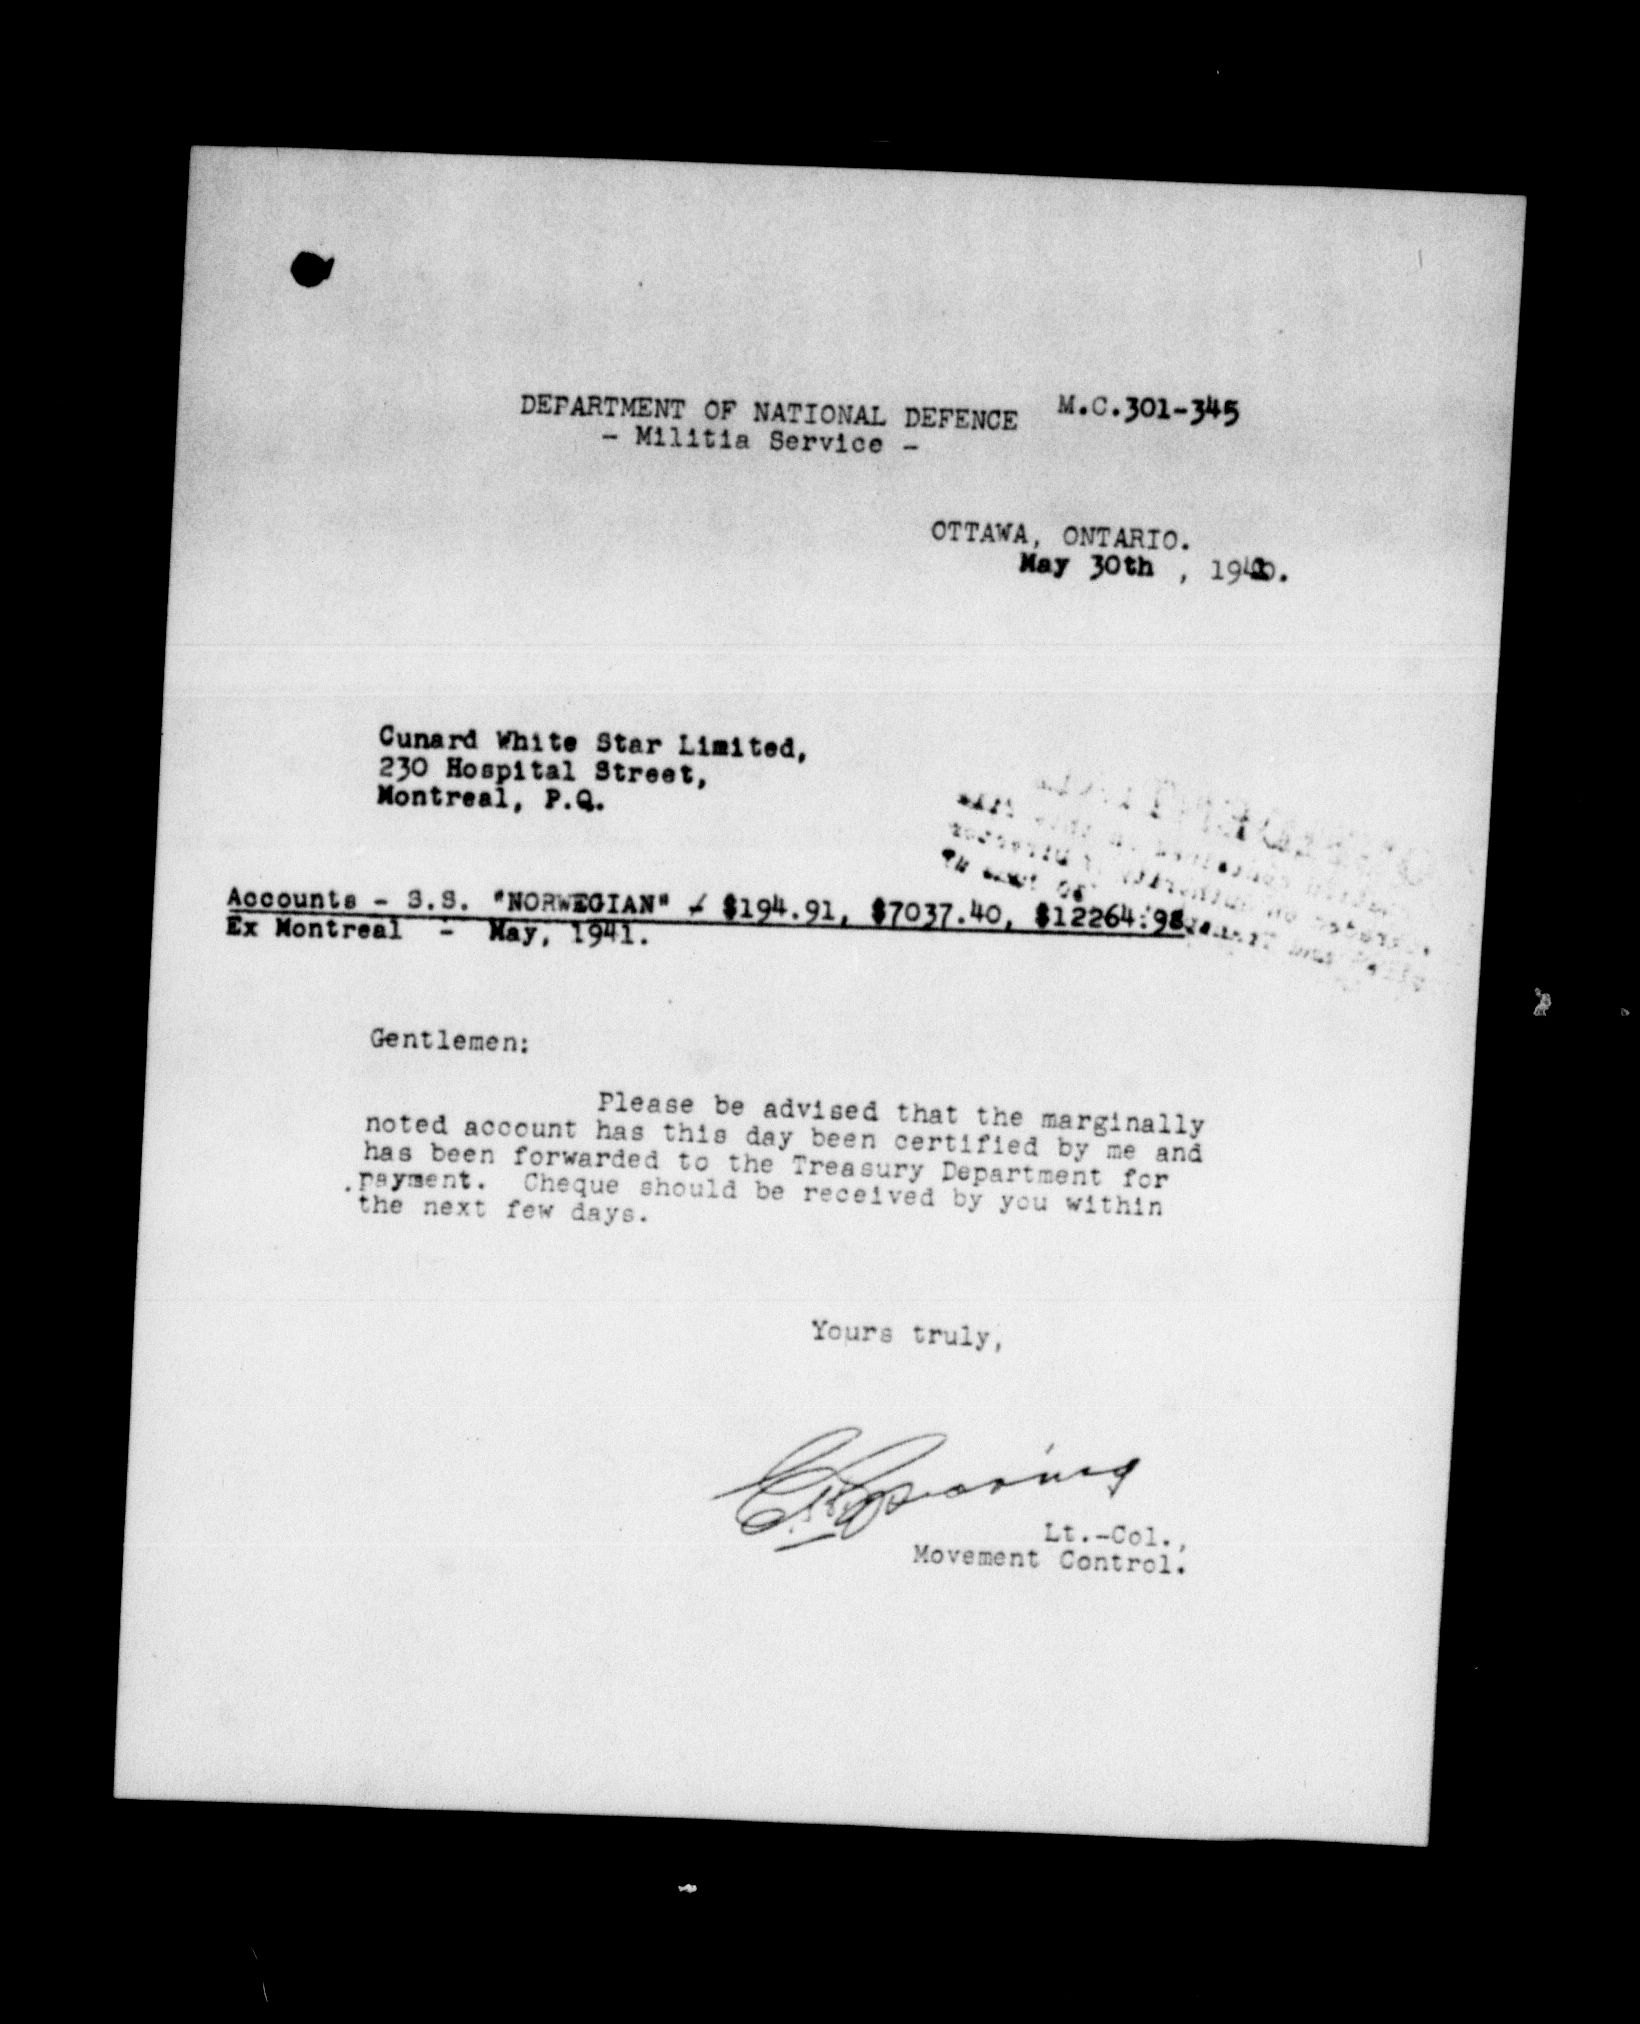 DEPARTMENT OF NATIONAL DEFENCE M.C.301-345
- Militia Service -
OTTAWA, ONTARIO.
May 30th , 1941.
Cunard White Star Limited,
230 Hospital Street,
Montreal, P.Q.
Accounts - S.S. "NORWEGIAN" - $194.91, $7037.40, $12264.98
Ex Montreal - May, 1941.
Gentlemen:
Please be advised that the marginally
noted account has this day been certified by me and
has been forwarded to the Treasury Department for
payment. Cheque should be received by you within
the next few days.
Yours truly,
Lt.-Col.,
Movement Control.